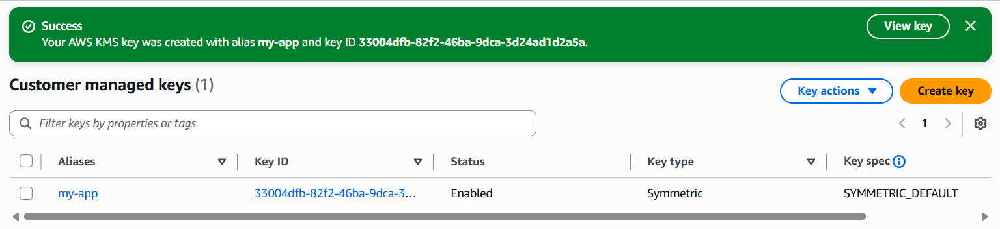 Success
View key
Your AWS KMS key was created with alias my-app and key ID 33004dfb-82f2-46ba-9dca-3d24ad1d2a5a.
Customer managed keys (1)
Key actions
Create key
Filter keys by properties or tags
1
Aliases Key ID Status Key type Key spec
my-app 33004dfb-82f2-46ba-9dca-3... Enabled Symmetric SYMMETRIC_DEFAULT